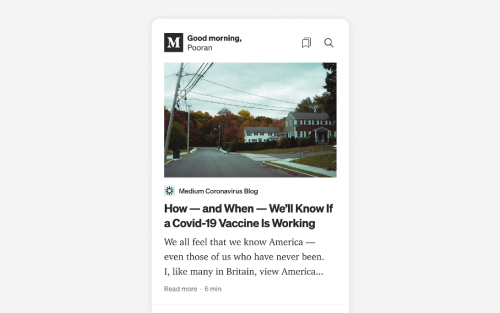 M
Good morning,
Pooran
Medium Coronavirus Blog
How — and When — We'll Know If
a Covid-19 Vaccine Is Working
We all feel that we know America —
even those of us who have never been.
I, like many in Britain, view America...
Read more · 6 min